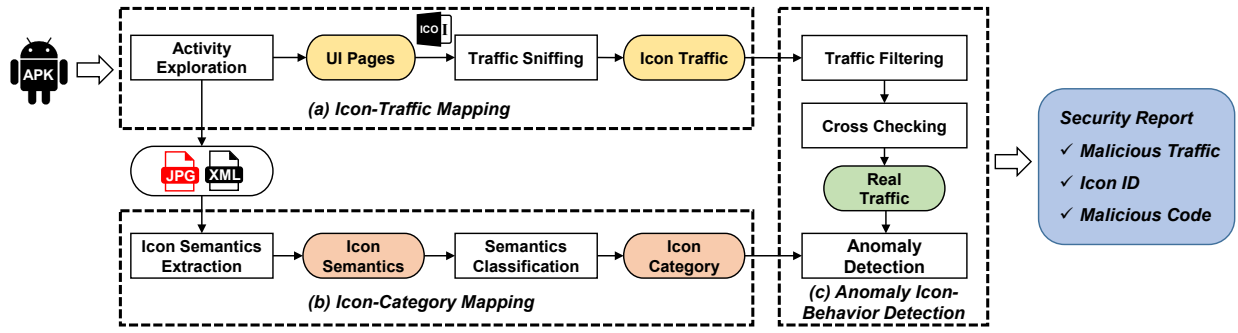 APK
Activity
Exploration
UI Pages
ICO
Traffic Sniffing
Icon Traffic
(a) Icon-Traffic Mapping
JPG
XML
Icon Semantics
Extraction
Icon
Semantics
Semantics
Classification
Icon
Category
(b) Icon-Category Mapping
Traffic Filtering
Cross Checking
Real
Traffic
Anomaly
Detection
(c) Anomaly Icon-
Behavior Detection
Security Report
✓ Malicious Traffic
✓ Icon ID
✓ Malicious Code